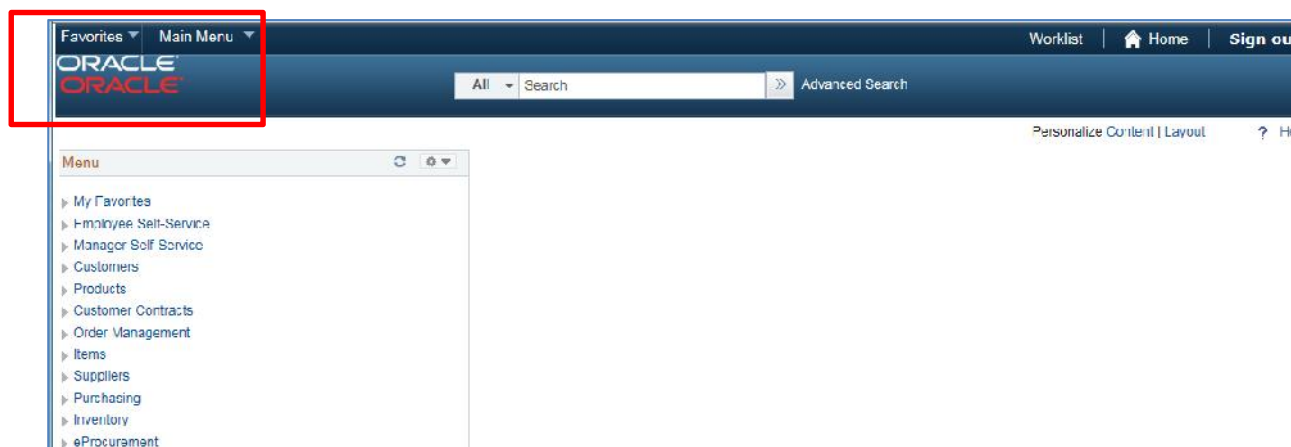 Favorites Main Menu Worklist Home Sign ou
ORACLE
ORACLE
All Search Advanced Search
Personalize Content | Layout ? H
Menu
My Favorites
Employee Self-Service
Manager Self Service
Customers
Products
Customer Contracts
Order Management
Items
Suppliers
Purchasing
Inventory
eProcurement